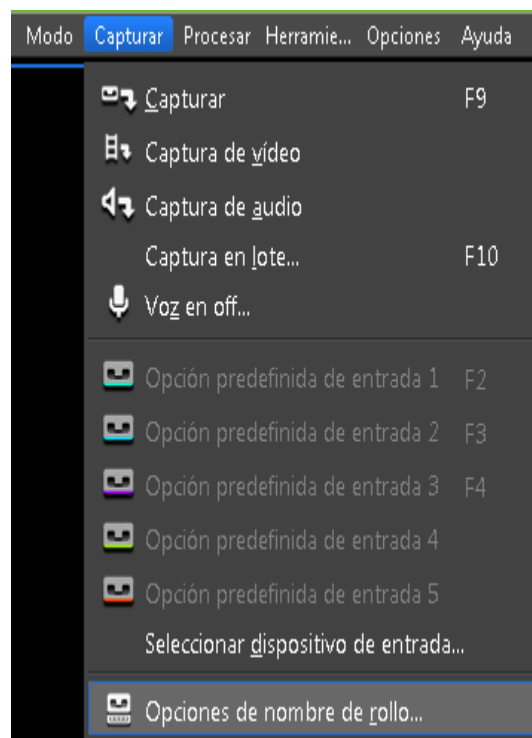 Modo Capturar Procesar Herramie... Opciones Ayuda
Capturar F9
Captura de vídeo
Captura de audio
Captura en lote... F10
Voz en off...
Opción predefinida de entrada 1 F2
Opción predefinida de entrada 2 F3
Opción predefinida de entrada 3 F4
Opción predefinida de entrada 4
Opción predefinida de entrada 5
Seleccionar dispositivo de entrada...
Opciones de nombre de rollo...